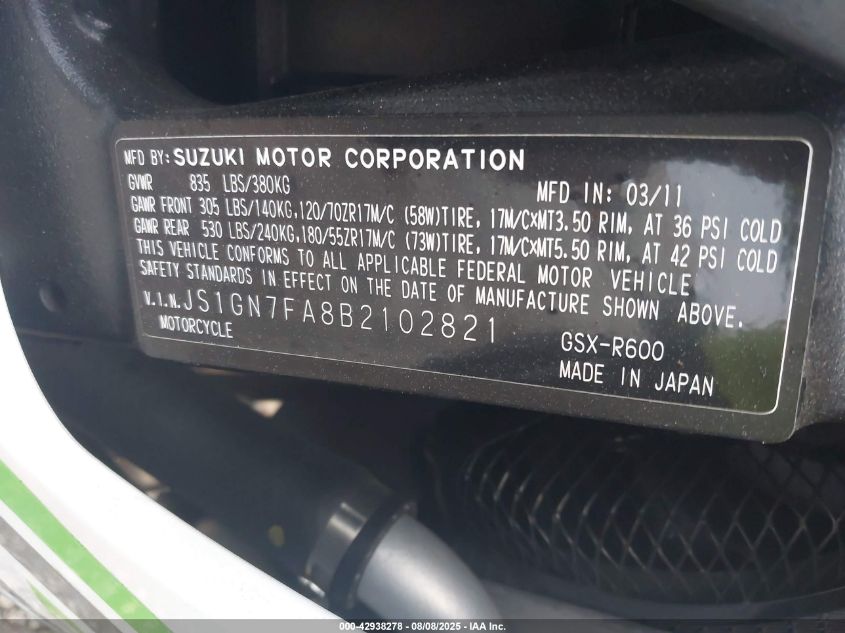 MFD BY: SUZUKI MOTOR CORPORATION
GVWR 835 LBS/380KG MFD IN: 03/11
GAWR FRONT 305 LBS/140KG,120/70ZR17M/C (58W)TIRE, 17M/C×MT3.50 RIM, AT 36 PSI COLD
GAWR REAR 530 LBS/240KG,180/55ZR17M/C (73W)TIRE, 17M/C×MT5.50 RIM, AT 42 PSI COLD
THIS VEHICLE CONFORMS TO ALL APPLICABLE FEDERAL MOTOR VEHICLE
SAFETY STANDARDS IN EFFECT ON THE DATE OF MANUFACTURE SHOWN ABOVE.
V.I.N. JS1GN7FA8B2102821
MOTORCYCLE GSX-R600
MADE IN JAPAN
000-42938278 - 08/08/2025 - IAA Inc.